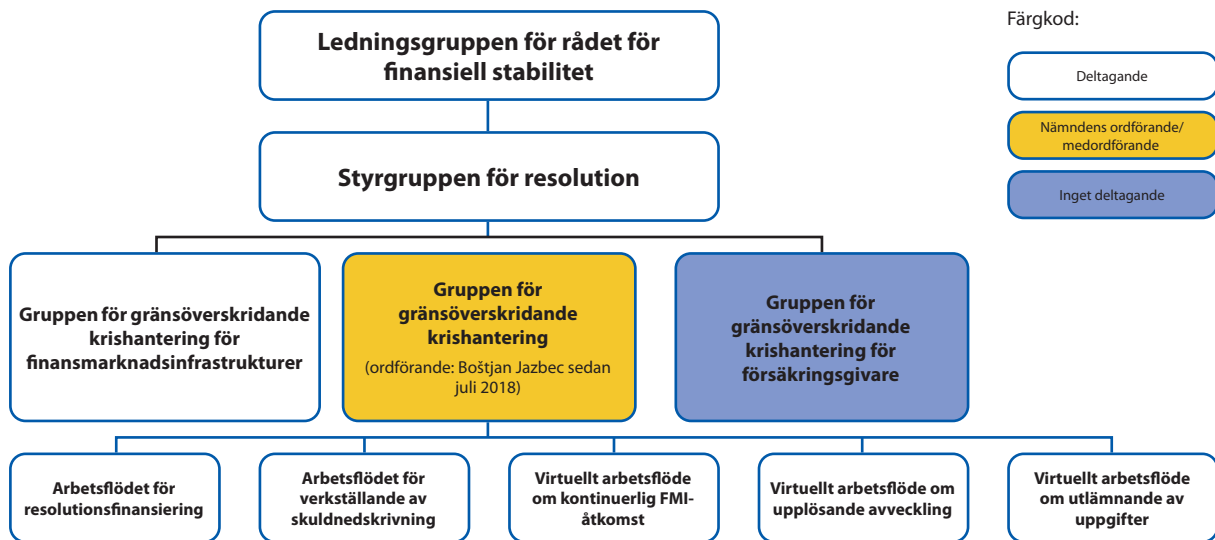 Ledningsgruppen för rådet för
finansiell stabilitet
Färgkod:
Deltagande
Nämndens ordförande/
medordförande
Inget deltagande
Styrgruppen för resolution
Gruppen för gränsöverskridande
krishantering för
finansmarknadsinfrastrukturer
Gruppen för
gränsöverskridande
krishantering
(ordförande: Boštjan Jazbec sedan
juli 2018)
Gruppen för
gränsöverskridande
krishantering för
försäkringsgivare
Arbetsflödet för
resolutionsfinansiering
Arbetsflödet för
verkställande av
skuldnedskrivning
Virtuellt arbetsflöde
om kontinuerlig FMI-
åtkomst
Virtuellt arbetsflöde om
upplösande avveckling
Virtuellt arbetsflöde
om utlämnande av
uppgifter